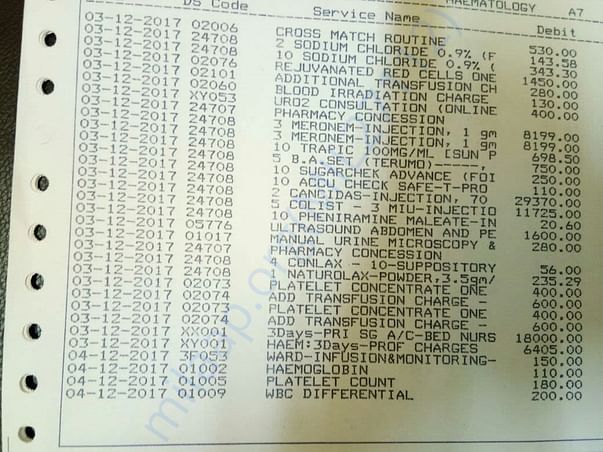 DS Code Service Name HAEMATOLOGY A7 Debit
03-12-2017 02006 CROSS MATCH ROUTINE 530.00
03-12-2017 24708 2 SODIUM CHLORIDE 0.9% (F 143.58
03-12-2017 24708 10 SODIUM CHLORIDE 0.9% ( 343.30
03-12-2017 02076 REJUVANATED RED CELLS ONE 1450.00
03-12-2017 02101 ADDITIONAL TRANSFUSION CH 280.00
03-12-2017 02060 BLOOD IRRADIATION CHARGE 130.00
03-12-2017 XY053 URO2 CONSULTATION (ONLINE 400.00
03-12-2017 24707 PHARMACY CONCESSION
03-12-2017 24708 3 MERONEM-INJECTION, 1 gm 8199.00
03-12-2017 24708 3 MERONEM-INJECTION, 1 gm 8199.00
03-12-2017 24708 10 TRAPIC 100MG/ML [SUN P 698.50
03-12-2017 24708 5 B.A.SET (TERUMO)----, 750.00
03-12-2017 24708 10 SUGARCHEK ADVANCE (FOI 250.00
03-12-2017 24708 10 ACCU CHECK SAFE-T-PRO 110.00
03-12-2017 24708 2 CANCIDAS-INJECTION, 70 29370.00
03-12-2017 24708 5 COLIST - 3 MIU-INJECTIO 11725.00
03-12-2017 24708 10 PHENIRAMINE MALEATE-IN 20.60
03-12-2017 05776 ULTRASOUND ABDOMEN AND PE 1600.00
03-12-2017 01017 MANUAL URINE MICROSCOPY & 280.00
03-12-2017 24707 PHARMACY CONCESSION
03-12-2017 24708 CONLAX - 10-SUPPOSITORY 56.00
03-12-2017 24708 NATUROLAX-POWDER,3.5gm/ 235.29
03-12-2017 02073 PLATELET CONCENTRATE ONE 400.00
03-12-2017 02074 ADD TRANSFUSION CHARGE - 600.00
03-12-2017 02073 PLATELET CONCENTRATE ONE 400.00
03-12-2017 02074 ADD TRANSFUSION CHARGE - 600.00
03-12-2017 XX001 3Days-PRI SG A/C-BED NURS 18000.00
03-12-2017 XY001 HAEM:3Days-PROF CHARGES 6405.00
04-12-2017 3F053 WARD-INFUSION&MONITORING- 150.00
04-12-2017 01002 HAEMOGLOBIN 110.00
04-12-2017 01005 PLATELET COUNT 180.00
04-12-2017 01009 WBC DIFFERENTIAL 200.00